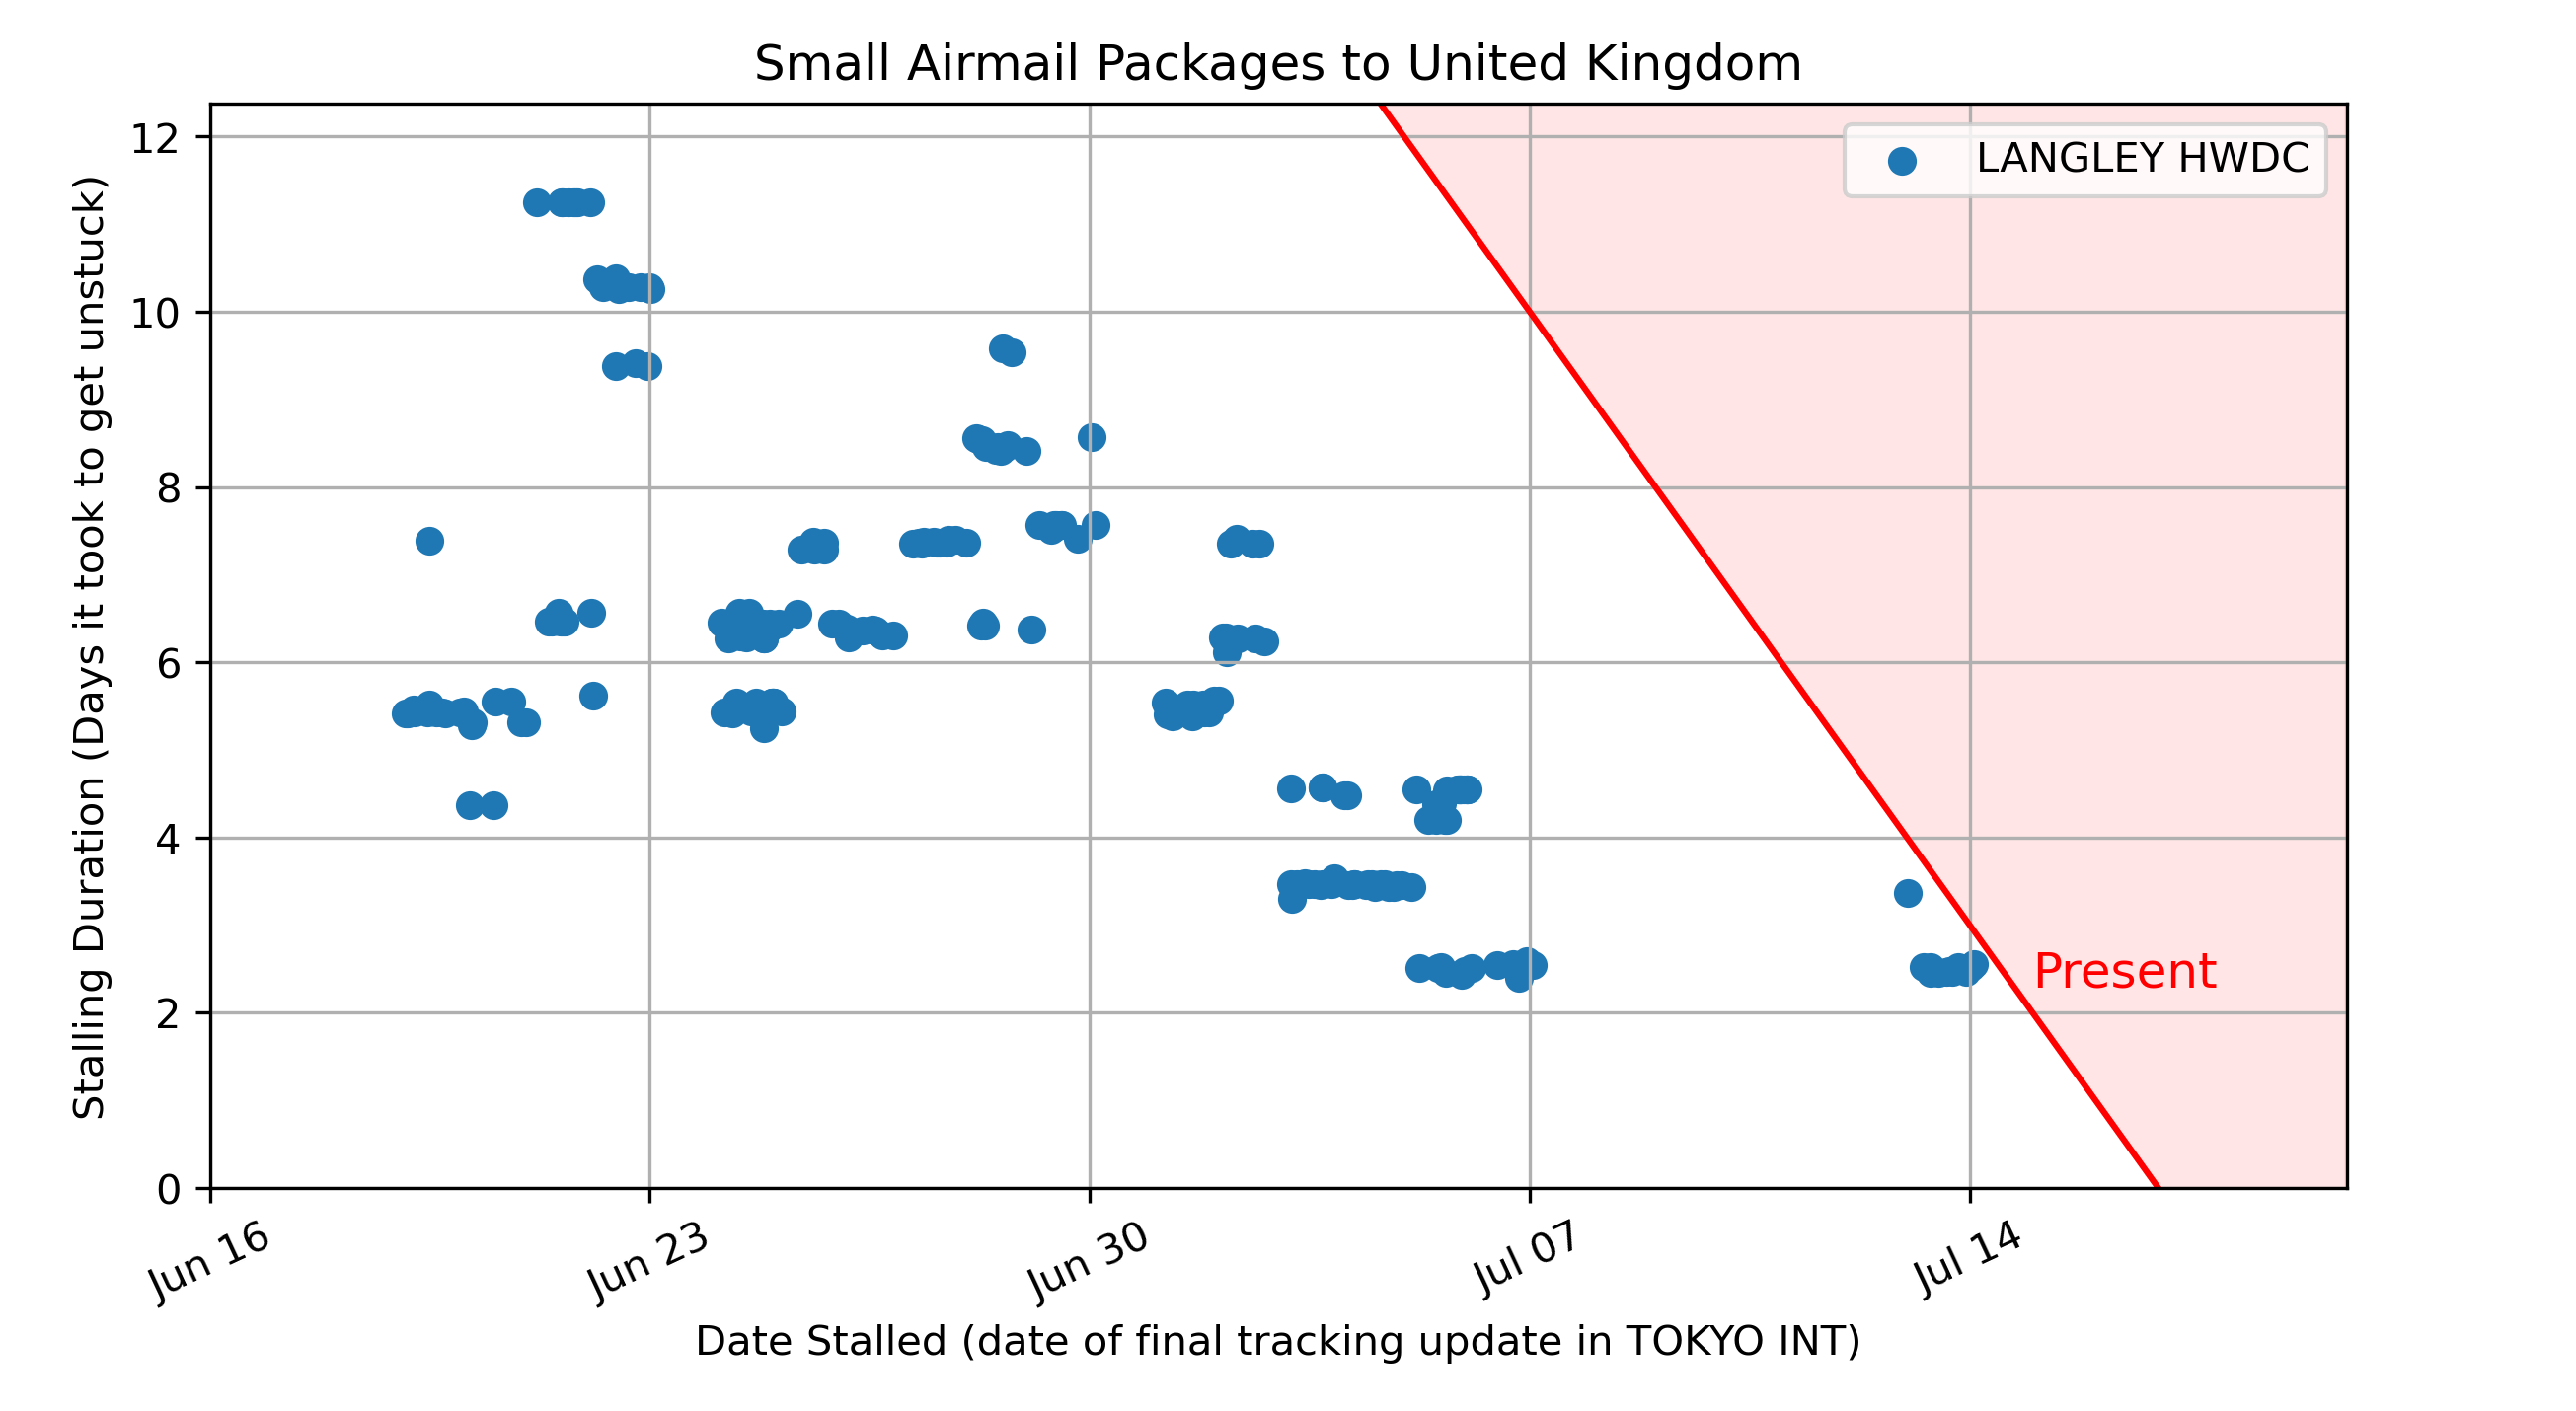 Small Airmail Packages to United Kingdom
LANGLEY HWDC
Stalling Duration (Days it took to get unstuck)
12
10
8
6
4
2
0
Present
Jun 16
Jun 23
Jun 30
Jul 07
Jul 14
Date Stalled (date of final tracking update in TOKYO INT)